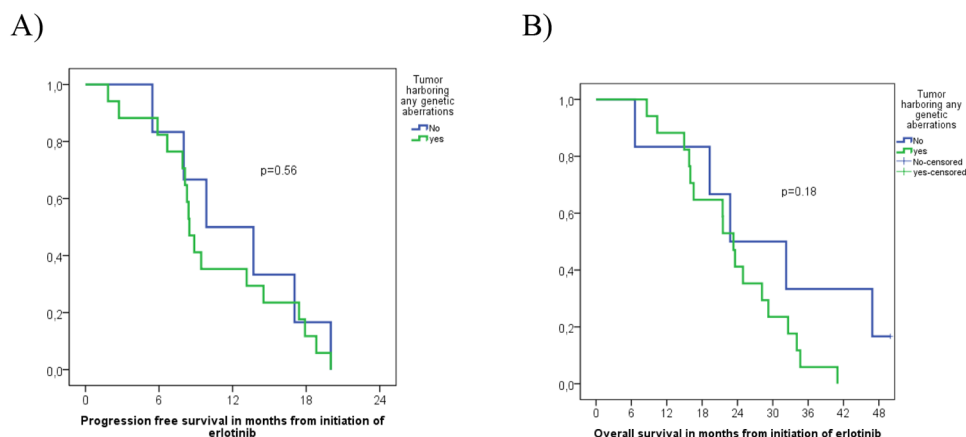 A)
Tumor
harboring any
genetic
aberrations
No
yes
1,0
0,8
0,6
0,4
0,2
0,0
p=0.56
0 6 12 18 24
Progression free survival in months from initiation of
erlotinib
B)
Tumor
harboring any
genetic
aberrations
No
yes
No-censored
yes-censored
1,0
0,8
0,6
0,4
0,2
0,0
p=0.18
0 6 12 18 24 30 36 42 48
Overall survival in months from initiation of
erlotinib